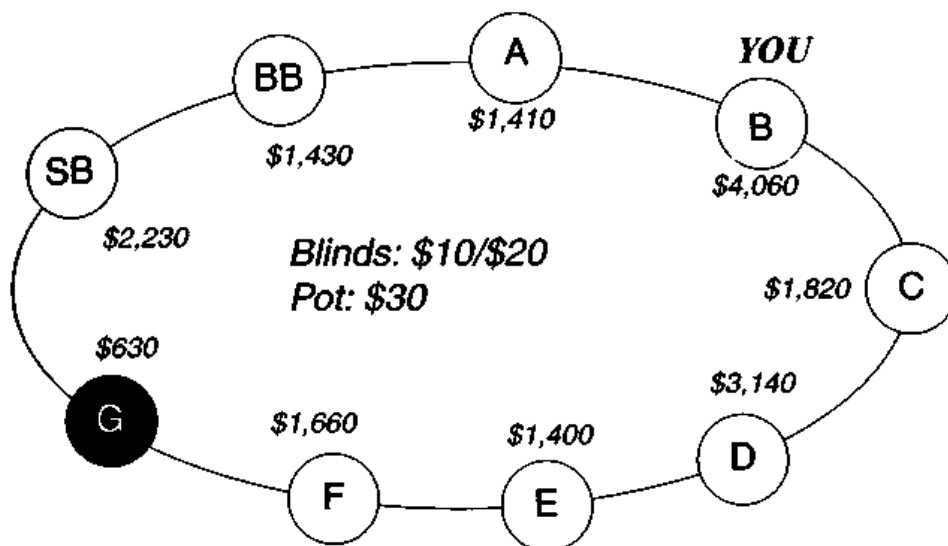 YOU
A
BB
B
$1,410
$1,430
SB
$4,060
$2,230
Blinds: $10/$20
Pot: $30
$1,820
C
$630
$3,140
G
$1,660
$1,400
D
F
E